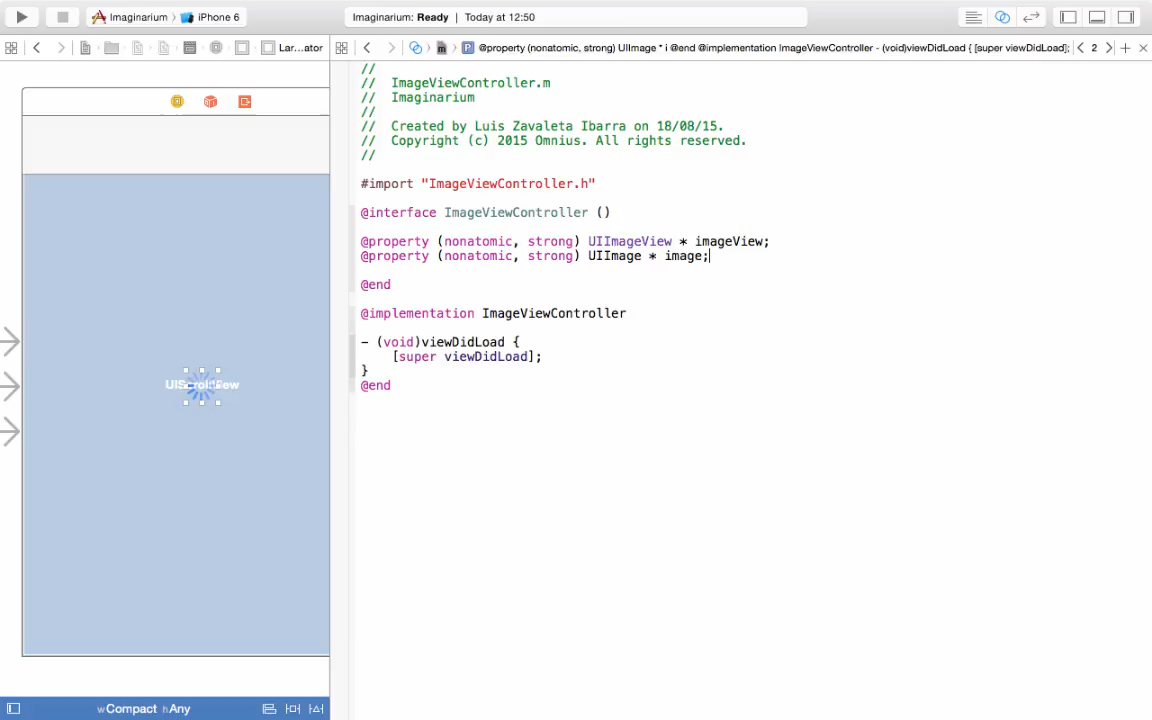 Imaginarium
iPhone 6
Imaginarium: Ready | Today at 12:50
Lar...ator
@property (nonatomic, strong) UIImage * i @end @implementation ImageViewController - (void)viewDidLoad { [super viewDidLoad];
2
//
//  ImageViewController.m
//  Imaginarium
//
//  Created by Luis Zavaleta Ibarra on 18/08/15.
//  Copyright (c) 2015 Omnius. All rights reserved.
//
#import "ImageViewController.h"
@interface ImageViewController ()
@property (nonatomic, strong) UIImageView * imageView;
@property (nonatomic, strong) UIImage * image;
@end
@implementation ImageViewController
- (void)viewDidLoad {
    [super viewDidLoad];
}
@end
UIScrollView
wCompact hAny